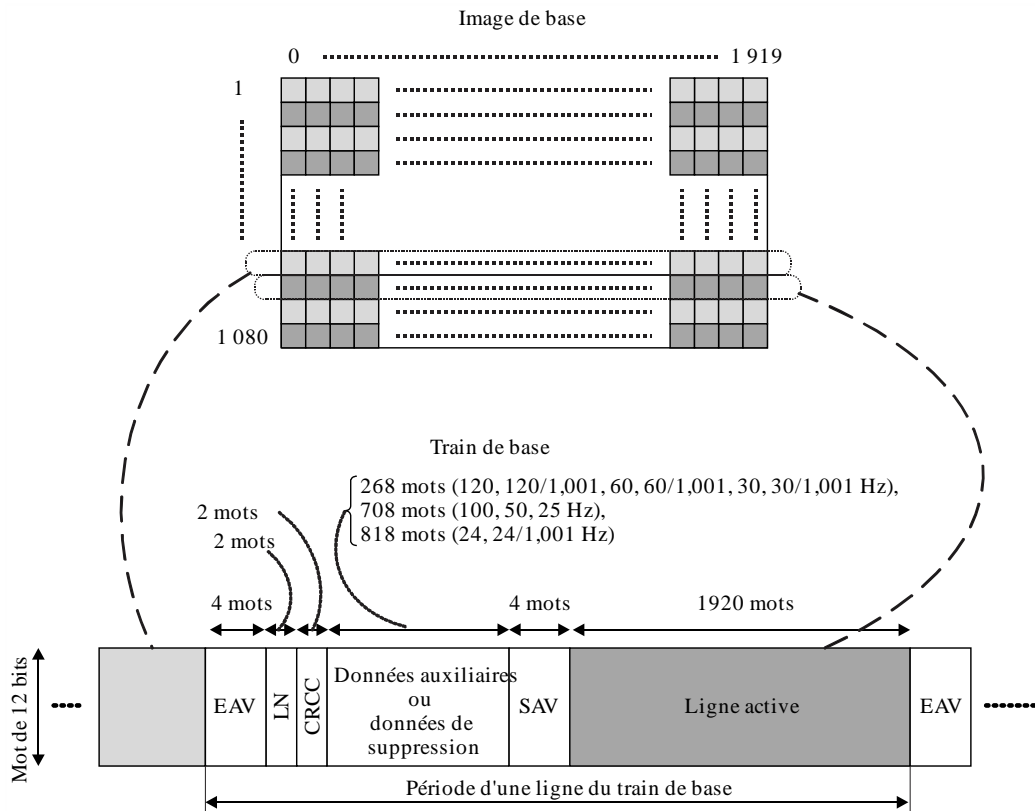 Image de base
0 1 919
1
1 080
Train de base
268 mots (120, 120/1,001, 60, 60/1,001, 30, 30/1,001 Hz),
708 mots (100, 50, 25 Hz),
818 mots (24, 24/1,001 Hz)
2 mots
2 mots
4 mots
4 mots
1920 mots
Mot de 12 bits
EAV
LN
CRCC
Données auxiliaires
ou
données de
suppression
SAV
Ligne active
EAV
Période d'une ligne du train de base